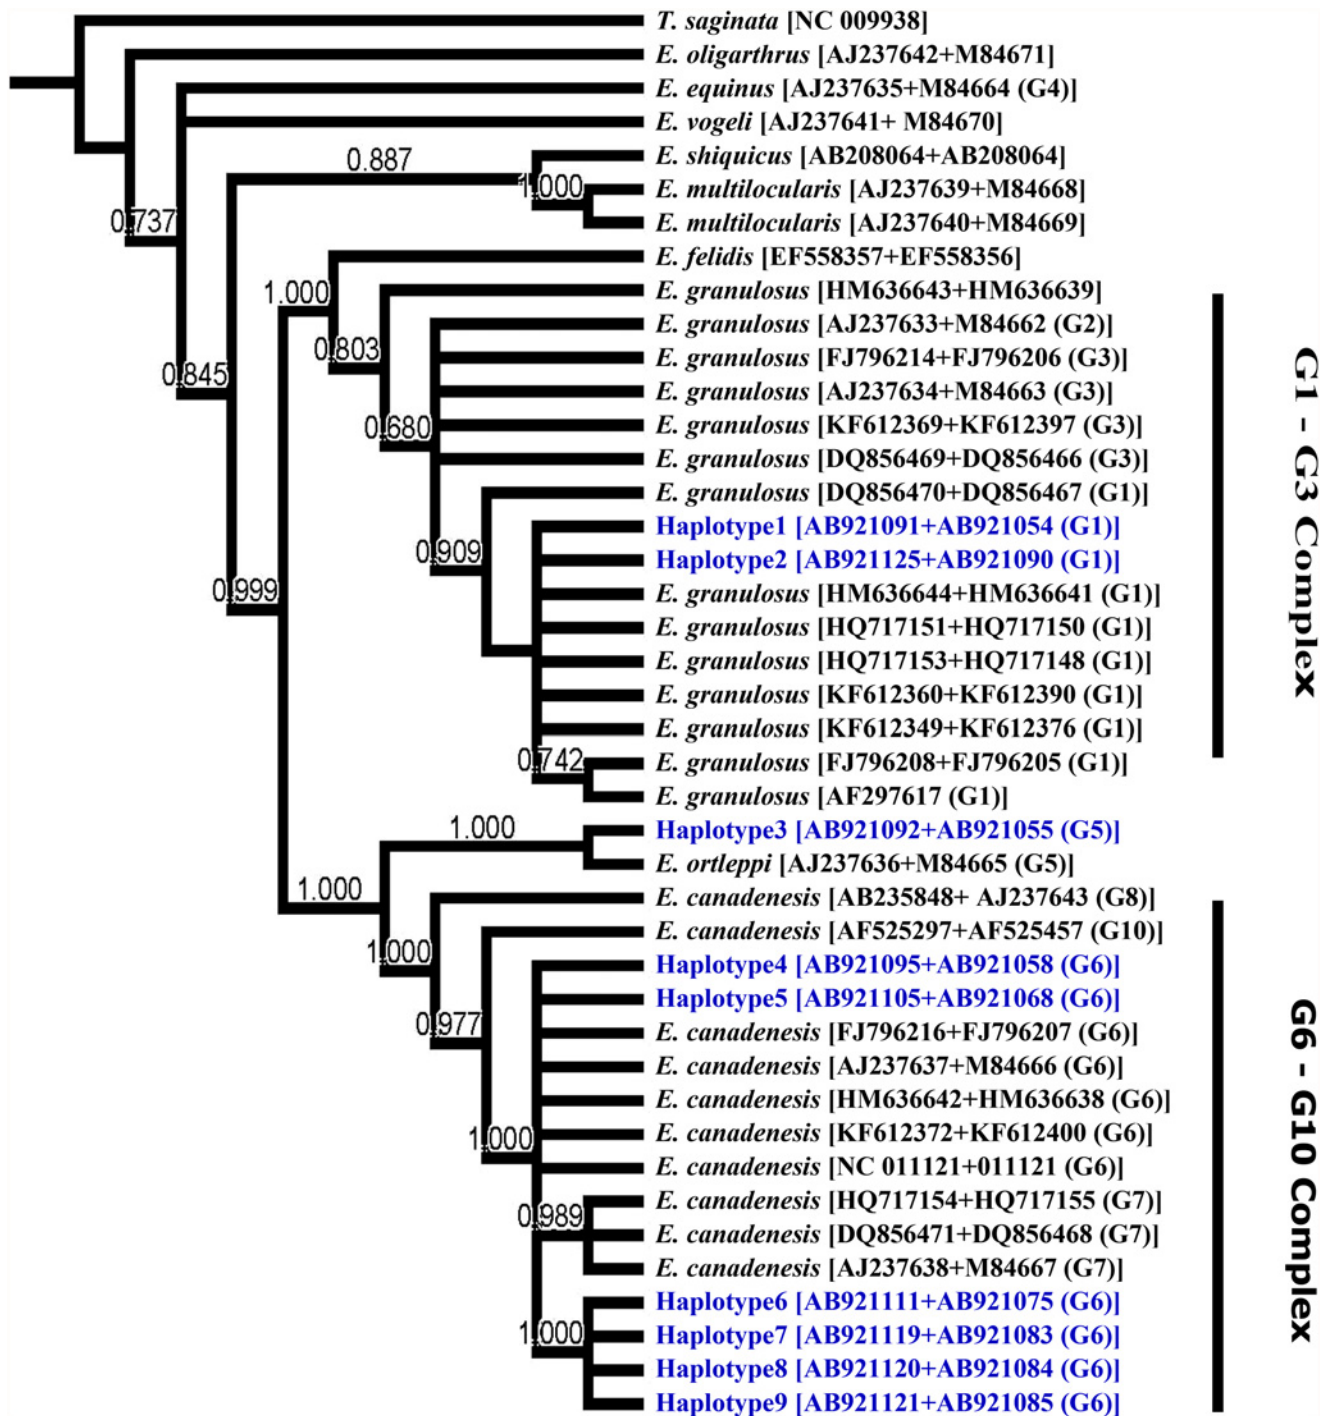 T. saginata [NC 009938]
E. oligarthrus [AJ237642+M84671]
E. equinus [AJ237635+M84664 (G4)]
E. vogeli [AJ237641+ M84670]
0.887
E. shiquicus [AB208064+AB208064]
1.000
E. multilocularis [AJ237639+M84668]
E. multilocularis [AJ237640+M84669]
0.737
E. felidis [EF558357+EF558356]
1.000
E. granulosus [HM636643+HM636639]
E. granulosus [AJ237633+M84662 (G2)]
0.803
E. granulosus [FJ796214+FJ796206 (G3)]
0.845
E. granulosus [AJ237634+M84663 (G3)]
0.680
E. granulosus [KF612369+KF612397 (G3)]
E. granulosus [DQ856469+DQ856466 (G3)]
E. granulosus [DQ856470+DQ856467 (G1)]
Haplotype1 [AB921091+AB921054 (G1)]
0.909
Haplotype2 [AB921125+AB921090 (G1)]
0.999
E. granulosus [HM636644+HM636641 (G1)]
E. granulosus [HQ717151+HQ717150 (G1)]
E. granulosus [HQ717153+HQ717148 (G1)]
E. granulosus [KF612360+KF612390 (G1)]
E. granulosus [KF612349+KF612376 (G1)]
0.742
E. granulosus [FJ796208+FJ796205 (G1)]
E. granulosus [AF297617 (G1)]
G1 - G3 Complex
1.000
Haplotype3 [AB921092+AB921055 (G5)]
E. ortleppi [AJ237636+M84665 (G5)]
1.000
E. canadenesis [AB235848+ AJ237643 (G8)]
E. canadenesis [AF525297+AF525457 (G10)]
1.000
Haplotype4 [AB921095+AB921058 (G6)]
Haplotype5 [AB921105+AB921068 (G6)]
0.977
E. canadenesis [FJ796216+FJ796207 (G6)]
E. canadenesis [AJ237637+M84666 (G6)]
E. canadenesis [HM636642+HM636638 (G6)]
1.000
E. canadenesis [KF612372+KF612400 (G6)]
E. canadenesis [NC 011121+011121 (G6)]
E. canadenesis [HQ717154+HQ717155 (G7)]
0.989
E. canadenesis [DQ856471+DQ856468 (G7)]
E. canadenesis [AJ237638+M84667 (G7)]
Haplotype6 [AB921111+AB921075 (G6)]
1.000
Haplotype7 [AB921119+AB921083 (G6)]
Haplotype8 [AB921120+AB921084 (G6)]
Haplotype9 [AB921121+AB921085 (G6)]
G6 - G10 Complex